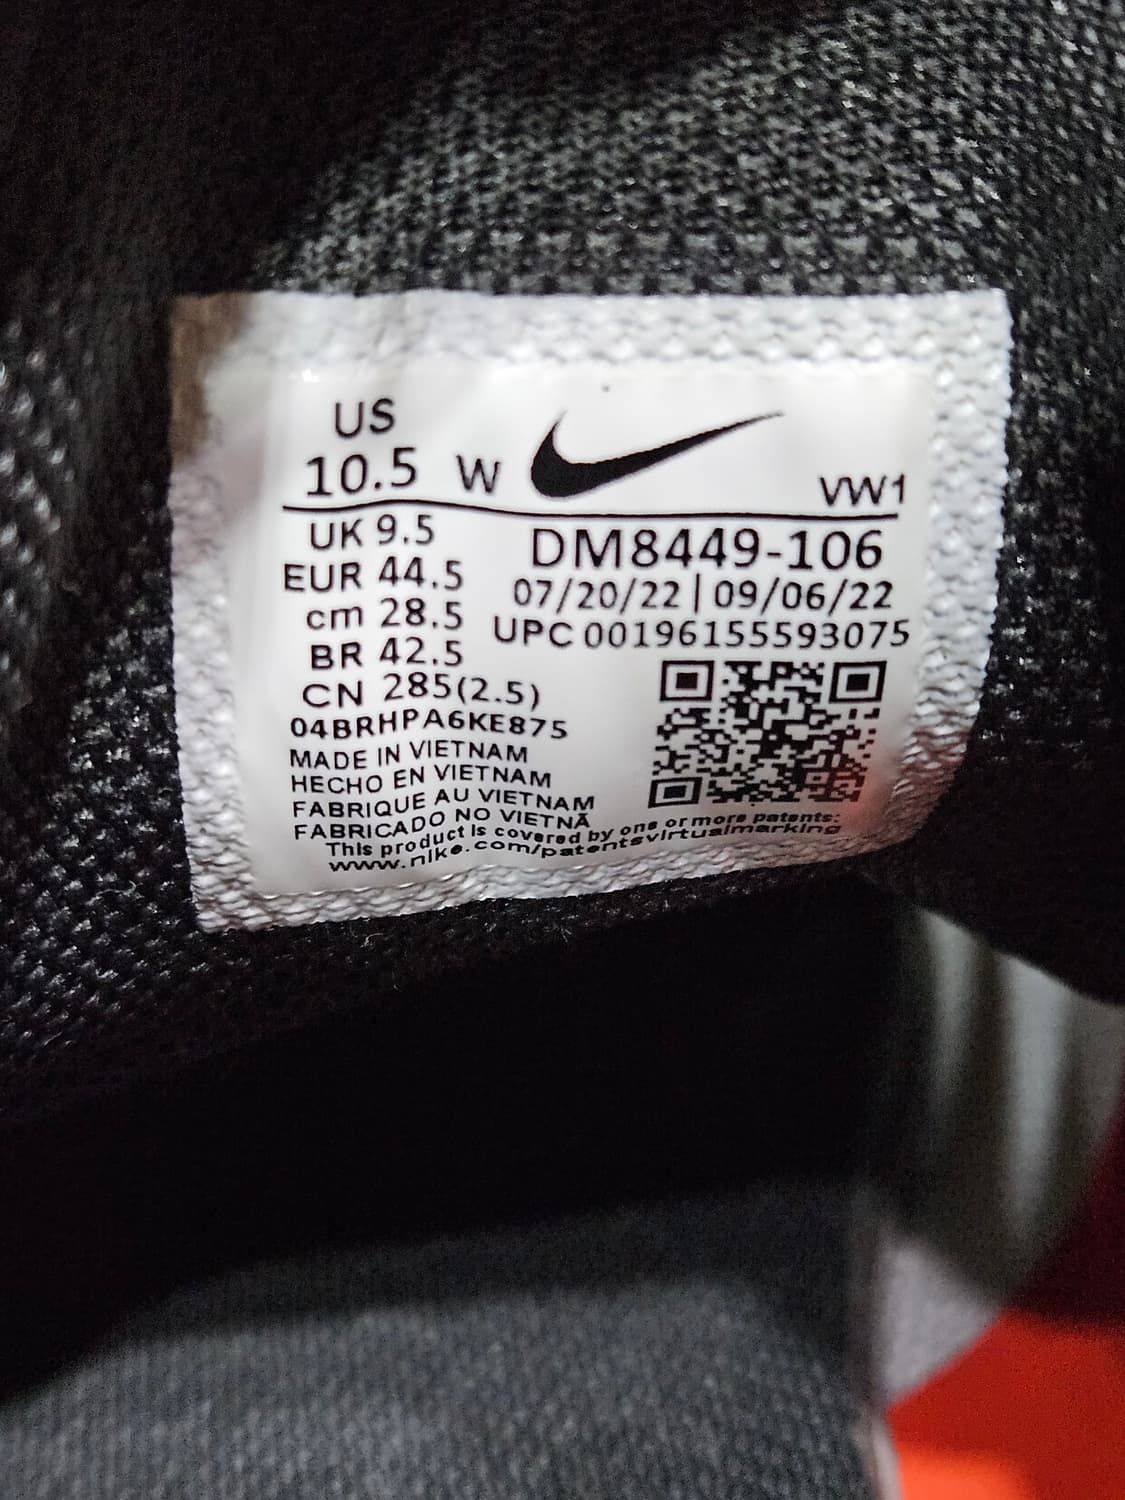 US
10.5 W
VW1
UK 9.5
EUR 44.5
cm 28.5
BR 42.5
CN 285(2.5)
04BRHPA6KE875
MADE IN VIETNAM
HECHO EN VIETNAM
FABRIQUE AU VIETNAM
FABRICADO NO VIETNÃ
DM8449-106
07/20/22 | 09/06/22
UPC 00196155593075
This product is covered by one or more patents:
www.nike.com/patentsvirtualmarking